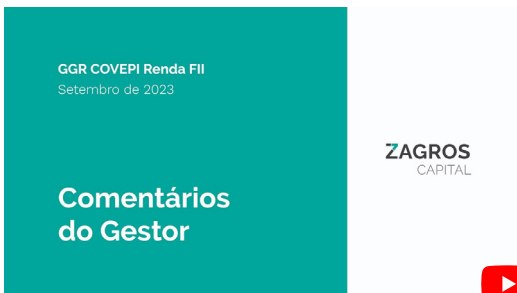 GGR COVEPI Renda FII
Setembro de 2023
Comentários
do Gestor
ZAGROS
CAPITAL